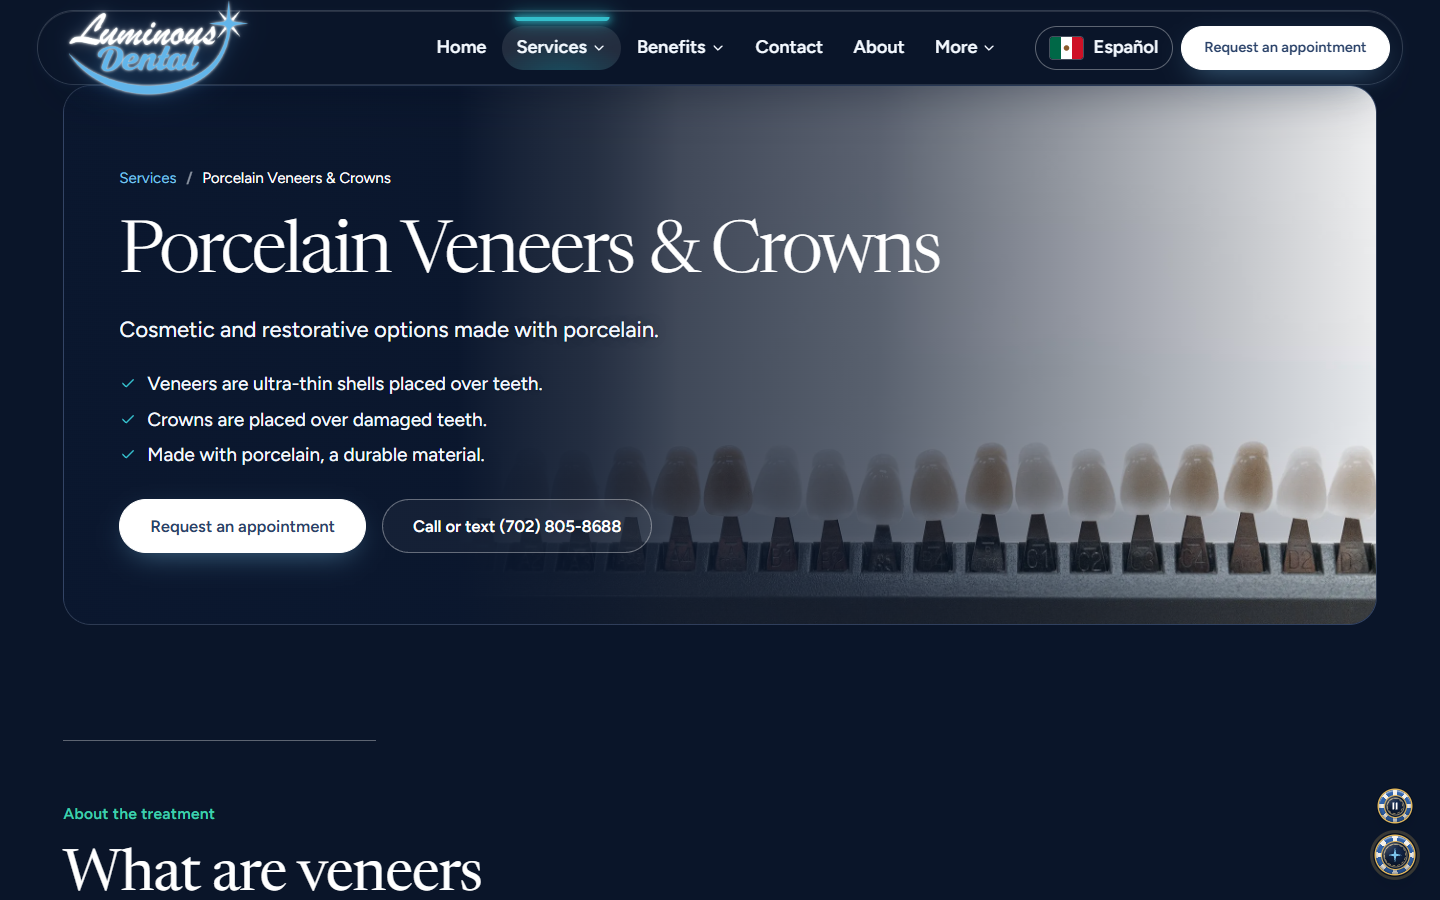 Luminous
Dental
Home
Services
Benefits
Contact
About
More
Español
Request an appointment
Services / Porcelain Veneers & Crowns
Porcelain Veneers & Crowns
Cosmetic and restorative options made with porcelain.
Veneers are ultra-thin shells placed over teeth.
Crowns are placed over damaged teeth.
Made with porcelain, a durable material.
Request an appointment
Call or text (702) 805-8688
C1
C2
About the treatment
What are veneers